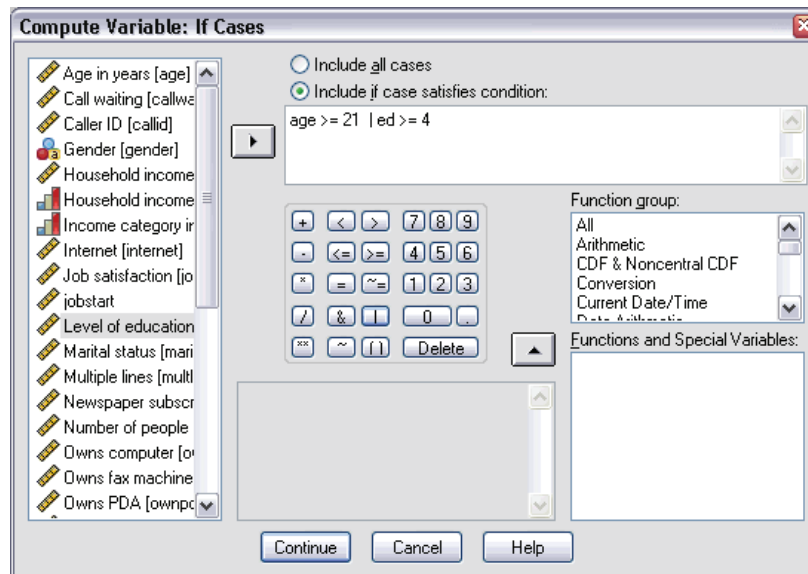 Compute Variable: If Cases
Age in years [age]
Call waiting [callwa
Caller ID [callid]
Gender [gender]
Household income
Household income
Income category ir
Internet [internet]
Job satisfaction [jo
jobstart
Level of education
Marital status [mari
Multiple lines [multl
Newspaper subscr
Number of people
Owns computer [o
Owns fax machine
Owns PDA [ownpc
Include all cases
Include if case satisfies condition:
age >= 21 | ed >= 4
+ < > 7 8 9
- <= >= 4 5 6
* = ~= 1 2 3
/ & | 0 .
** ~ () Delete
Function group:
All
Arithmetic
CDF & Noncentral CDF
Conversion
Current Date/Time
Date Arithmetic
Functions and Special Variables:
Continue
Cancel
Help